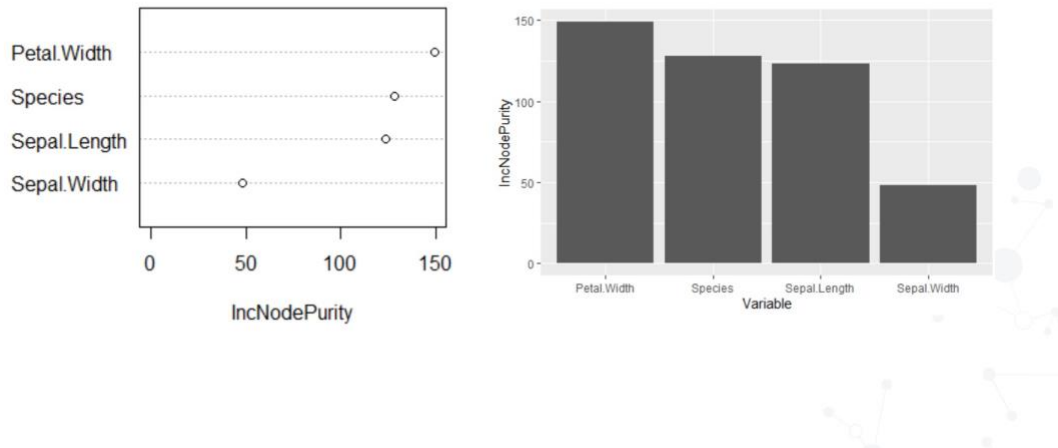 Petal.Width
Species
Sepal.Length
Sepal.Width
0 50 100 150
IncNodePurity
150
100
50
0
IncNodePurity
Petal.Width Species Sepal.Length Sepal.Width
Variable